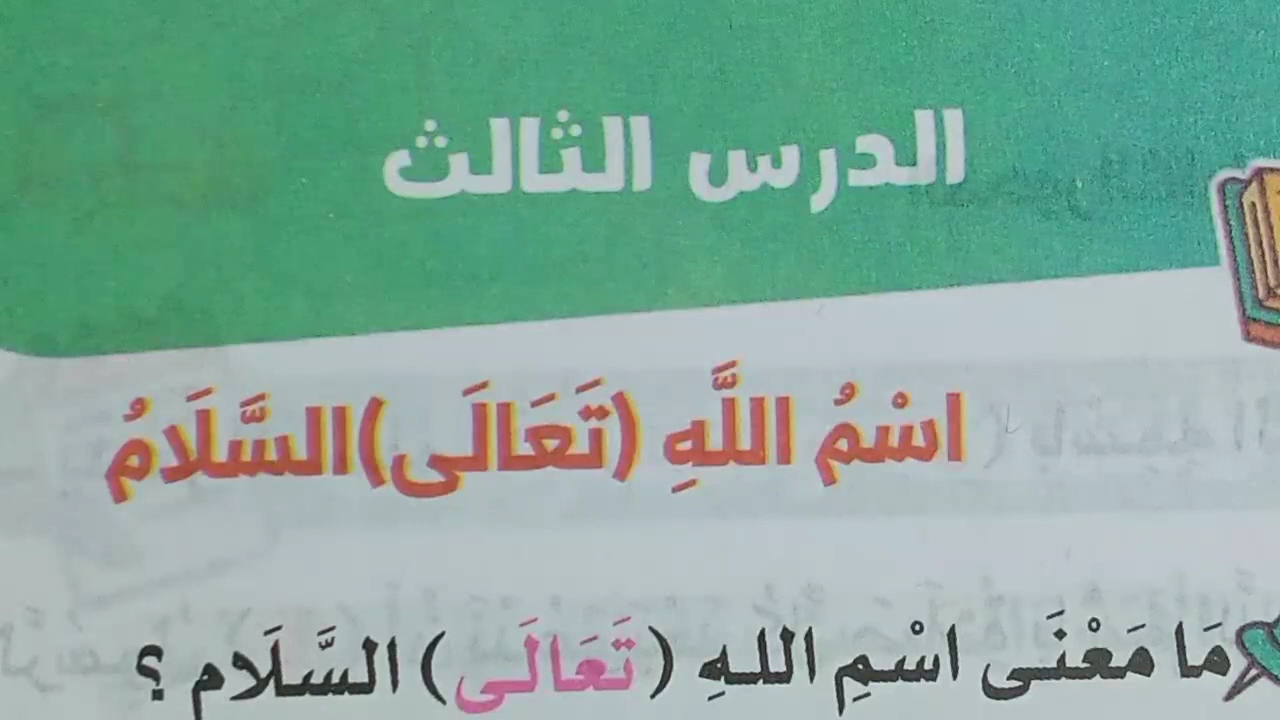 الدرس الثالث
اسْمُ اللَّهِ (تَعَالَى) السَّلَامُ
مَا مَعْنَى اسْمِ اللهِ (تَعَالَى) السَّلَام ؟